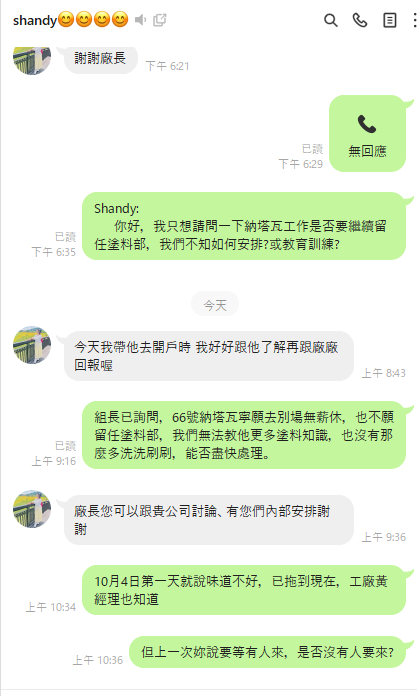 shandy😊😊😊😊
謝謝廠長
下午 6:21
無回應
已讀
下午 6:29
Shandy:
你好，我只想請問一下納塔瓦工作是否要繼續留
任塗料部，我們不知如何安排?或教育訓練?
已讀
下午 6:35
今天
今天我帶他去開戶時 我好好跟他了解再跟廠廠
回報喔
上午 8:43
組長已詢問，66號納塔瓦寧願去別場無薪休，也不願
留任塗料部，我們無法教他更多塗料知識，也沒有那
麼多洗洗刷刷，能否盡快處理。
已讀
上午 9:16
廠長您可以跟貴公司討論、有您們內部安排謝
謝
上午 9:36
10月4日第一天就說味道不好，已拖到現在，工廠黃
經理也知道
上午 10:34
但上一次妳說要等有人來，是否沒有人要來?
上午 10:36